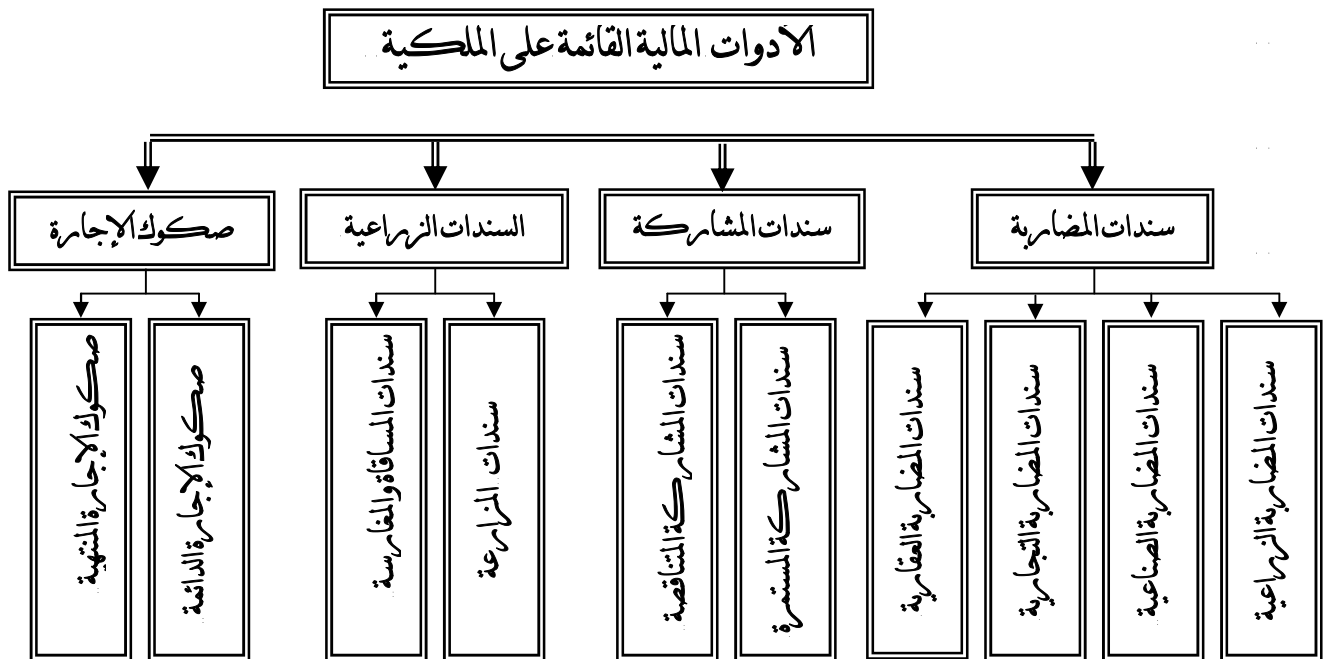 الأدوات المالية القائمة على الملكية
سندات المضاربة
سندات المشاركة
السندات الزراعية
صكوك الإجارة
سندات المضاربة الزراعية
سندات المضاربة الصناعية
سندات المضاربة التجارية
سندات المضاربة العقارية
سندات المشاركة المستمرة
سندات المشاركة المتناقصة
سندات المزارعة
سندات المساقاة والمغارسة
صكوك الإجارة الدائمة
صكوك الإجارة المنتهية